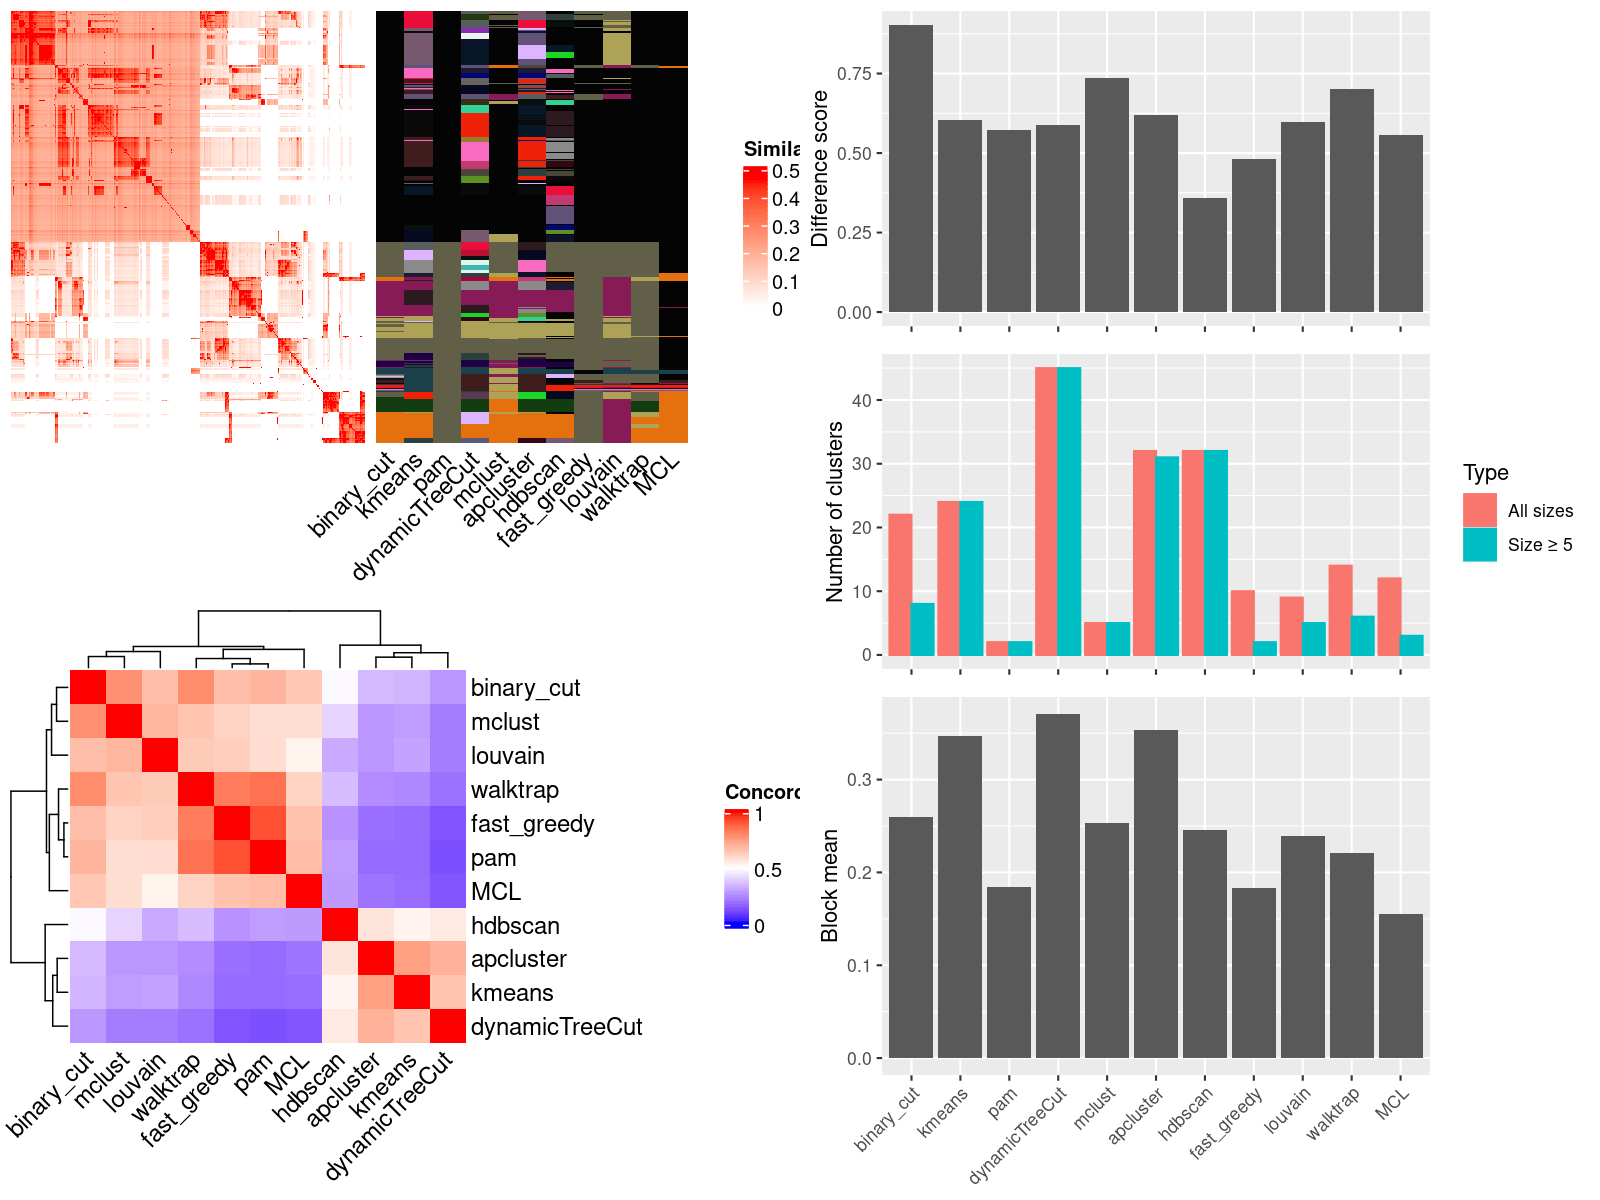 Simila
0.5
0.4
0.3
0.2
0.1
0
binary_cut
kmeans
pam
dynamicTreeCut
mclust
apcluster
hdbscan
fast_greedy
louvain
walktrap
MCL
Difference score
0.75
0.50
0.25
0.00
Number of clusters
40
30
20
10
0
Type
All sizes
Size ≥ 5
binary_cut
mclust
louvain
walktrap
fast_greedy
pam
MCL
hdbscan
apcluster
kmeans
dynamicTreeCut
binary_cut
mclust
louvain
walktrap
fast_greedy
pam
MCL
hdbscan
apcluster
kmeans
dynamicTreeCut
Concord
1
0.5
0
Block mean
0.3
0.2
0.1
0.0
binary_cut
kmeans
pam
dynamicTreeCut
mclust
apcluster
hdbscan
fast_greedy
louvain
walktrap
MCL